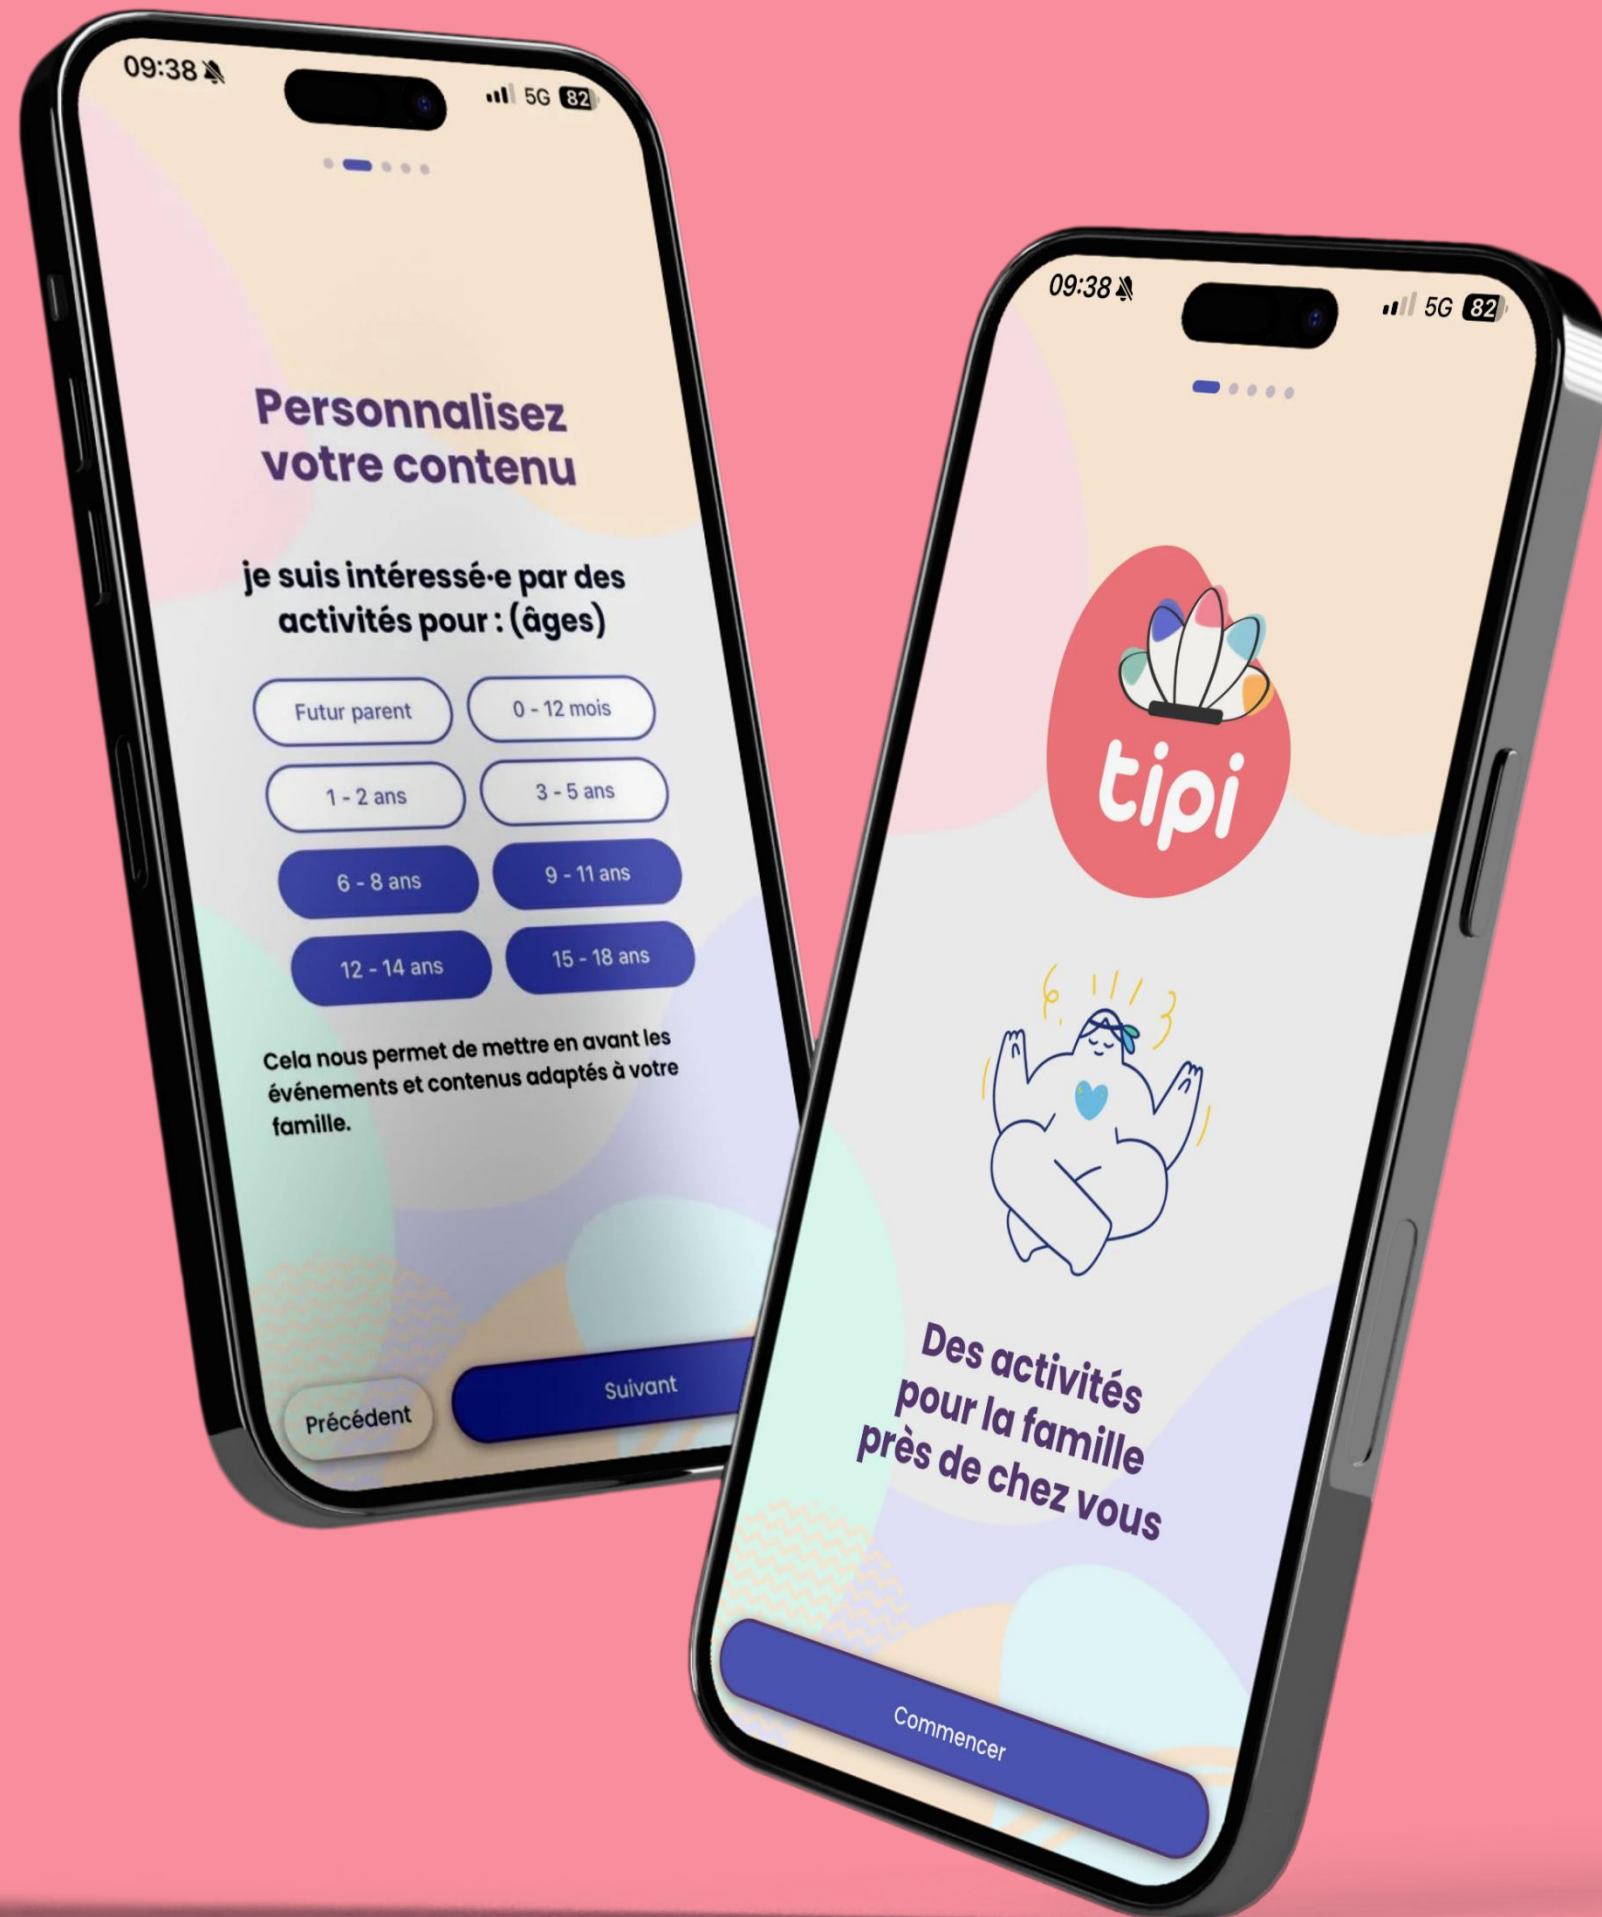 09:38
5G 82
Personnalisez
votre contenu
je suis intéressé·e par des
activités pour : (âges)
Futur parent
0 - 12 mois
1 - 2 ans
3 - 5 ans
6 - 8 ans
9 - 11 ans
12 - 14 ans
15 - 18 ans
Cela nous permet de mettre en avant les
événements et contenus adaptés à votre
famille.
Précédent
Suivant
09:38
5G 82
tipi
Des activités
pour la famille
près de chez vous
Commencer